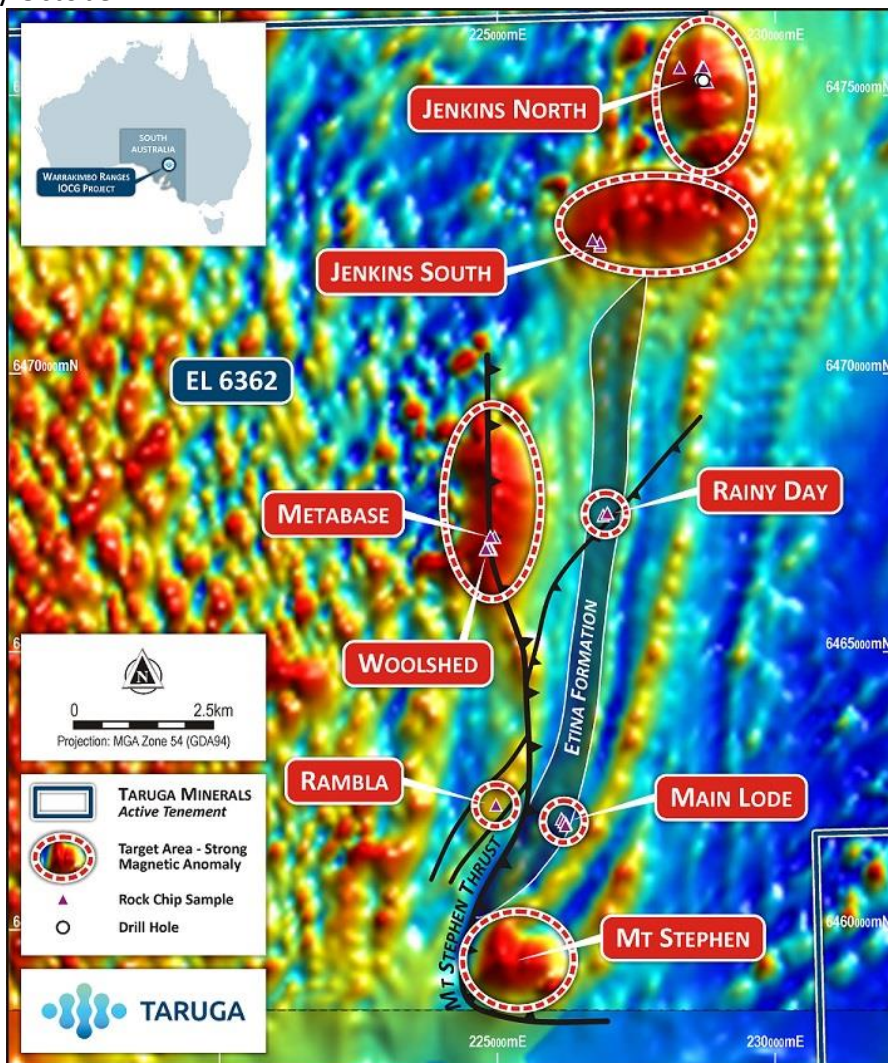 225000mE
230000mE
SOUTH
AUSTRALIA
WARRAKIMBO RANGES
IOCG PROJECT
JENKINS NORTH
6475000mN
JENKINS SOUTH
6470000mN
6470000mN
EL 6362
METABASE
RAINY DAY
WOOLSHED
ETINA FORMATION
6465000mN
N
0 2.5km
Projection: MGA Zone 54 (GDA94)
RAMBLA
MAIN LODE
TARUGA MINERALS
Active Tenement
Target Area - Strong
Magnetic Anomaly
Rock Chip Sample
Drill Hole
MT STEPHEN THRUST
6460000mN
MT STEPHEN
TARUGA
225000mE
230000mE